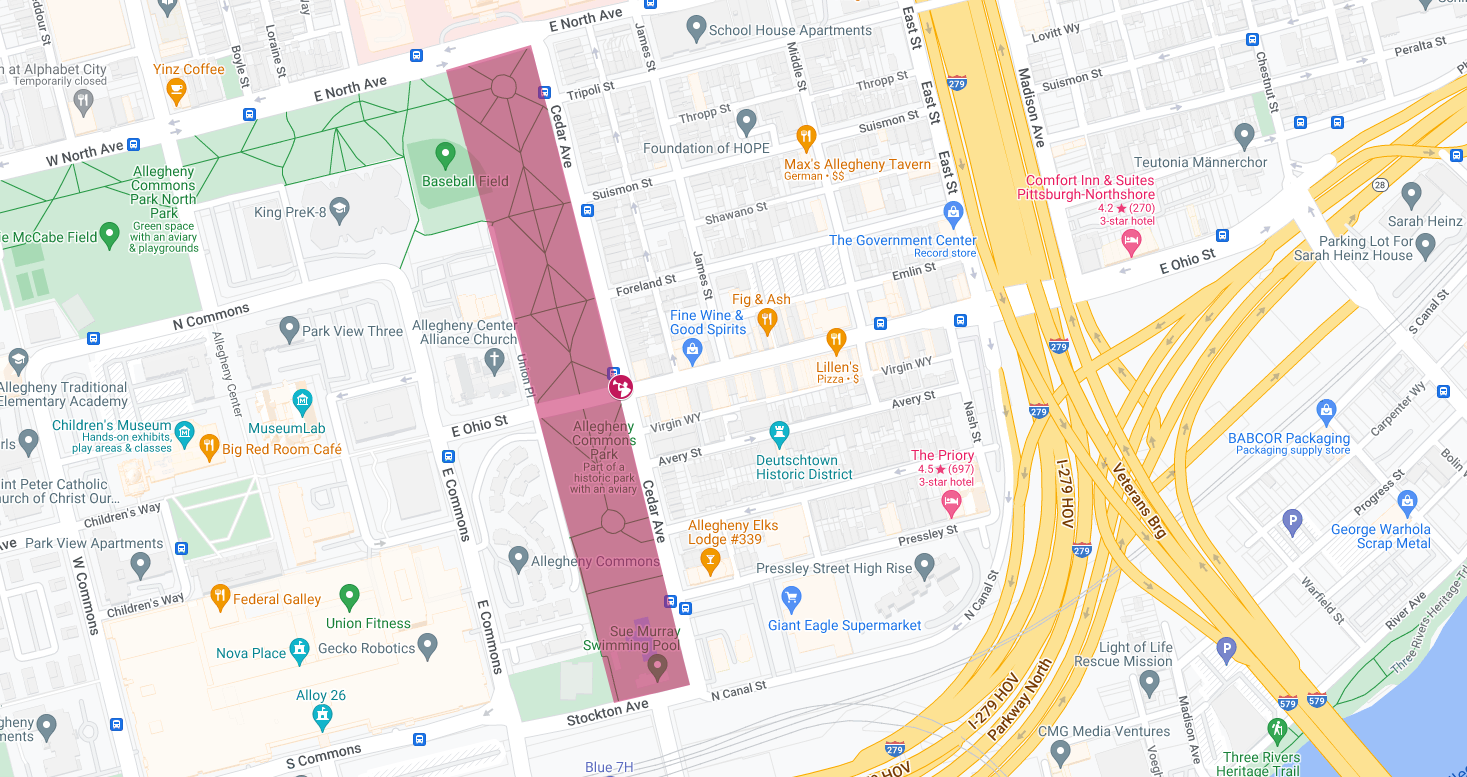 E North Ave
School House Apartments
East St
Lovitt Wy
Peralta St
Loraine St
Boyle St
James St
Middle St
Chestnut St
n at Alphabet City
Temporarily closed
Yinz Coffee
E North Ave
Tripoli St
Thropp St
279
Suismon St
Madison Ave
Thropp St
East St
Cedar Ave
Suismon St
Foundation of HOPE
W North Ave
Max's Allegheny Tavern
German • $$
Teutonia Männerchor
Allegheny
Commons
Park North
Park
Green space
with an aviary
& playgrounds
Baseball Field
Suismon St
East St
Comfort Inn & Suites
Pittsburgh-Northshore
4.2 ★ (270)
3-star hotel
28
Sarah Heinz
King PreK-8
Shawano St
ie McCabe Field
The Government Center
Record store
Parking Lot For
Sarah Heinz House
E Ohio St
Foreland St
James St
Emlin St
Fig & Ash
N Commons
Park View Three
Allegheny Center
Alliance Church
Fine Wine &
Good Spirits
S Canal St
279
Allegheny Center
Union Pl
Lillen's
Pizza • $
Virgin WY
Allegheny Traditional
Elementary Academy
MuseumLab
Avery St
Nash St
279
Carpenter Wy
Children's Museum
Hands-on exhibits,
play areas & classes
Big Red Room Café
E Ohio St
Allegheny
Commons
Park
Part of a
historic park
with an aviary
Virgin WY
BABCOR Packaging
Packaging supply store
rls
Avery St
Deutschtown
Historic District
The Priory
4.5 ★ (697)
3-star hotel
int Peter Catholic
urch of Christ Our...
E Commons
Cedar Ave
I-279 HOV
Veterans Brg
Progress St
Bolin
Children's Way
Allegheny Elks
Lodge #339
P
George Warhola
Scrap Metal
Ave
Park View Apartments
Pressley St
279
W Commons
Allegheny Commons
Pressley Street High Rise
Children's Way
Federal Galley
Union Fitness
E Commons
Giant Eagle Supermarket
N Canal St
Warfield St
River Ave
Three Rivers Heritage Tr
Nova Place
Gecko Robotics
Sue Murray
Swimming Pool
Light of Life
Rescue Mission
P
Alloy 26
N Canal St
I-279 HOV
Parkway North
Stockton Ave
Madison Ave
579
579
gheny
ments
CMG Media Ventures
S Commons
279
Voegh
Three Rivers
Heritage Trail
Blue 7H
9 HOV